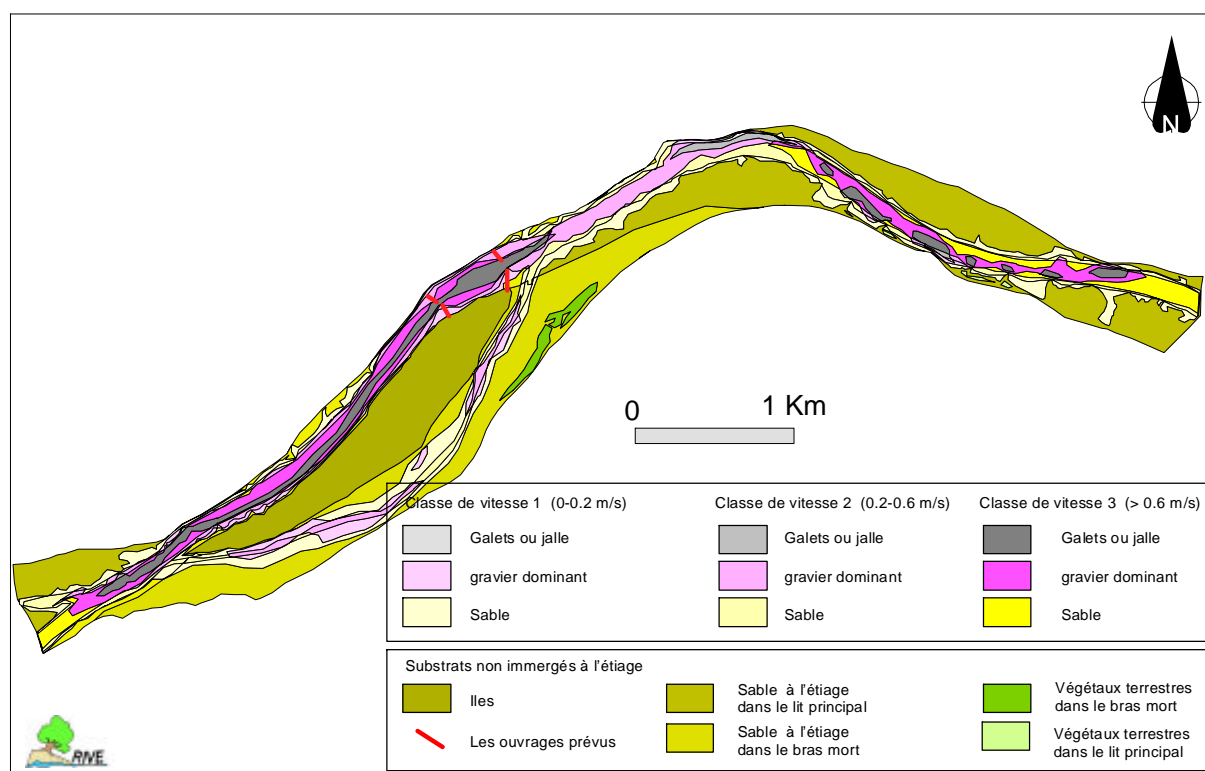 N
0 1 Km
Classe de vitesse 1 (0-0.2 m/s)
Galets ou jalle
gravier dominant
Sable
Classe de vitesse 2 (0.2-0.6 m/s)
Galets ou jalle
gravier dominant
Sable
Classe de vitesse 3 (> 0.6 m/s)
Galets ou jalle
gravier dominant
Sable
Substrats non immergés à l'étiage
Iles
Les ouvrages prévus
Sable à l'étiage
dans le lit principal
Sable à l'étiage
dans le bras mort
Végétaux terrestres
dans le bras mort
Végétaux terrestres
dans le lit principal
RIVE